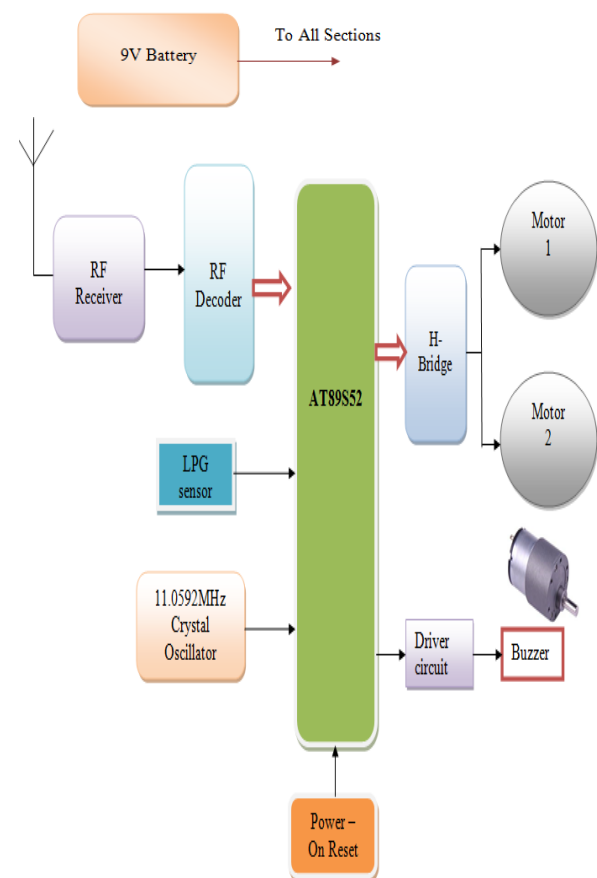 9V Battery
To All Sections
RF
Receiver
RF
Decoder
AT89S52
H-
Bridge
Motor
1
Motor
2
LPG
sensor
11.0592MHz
Crystal
Oscillator
Driver
circuit
Buzzer
Power –
On Reset